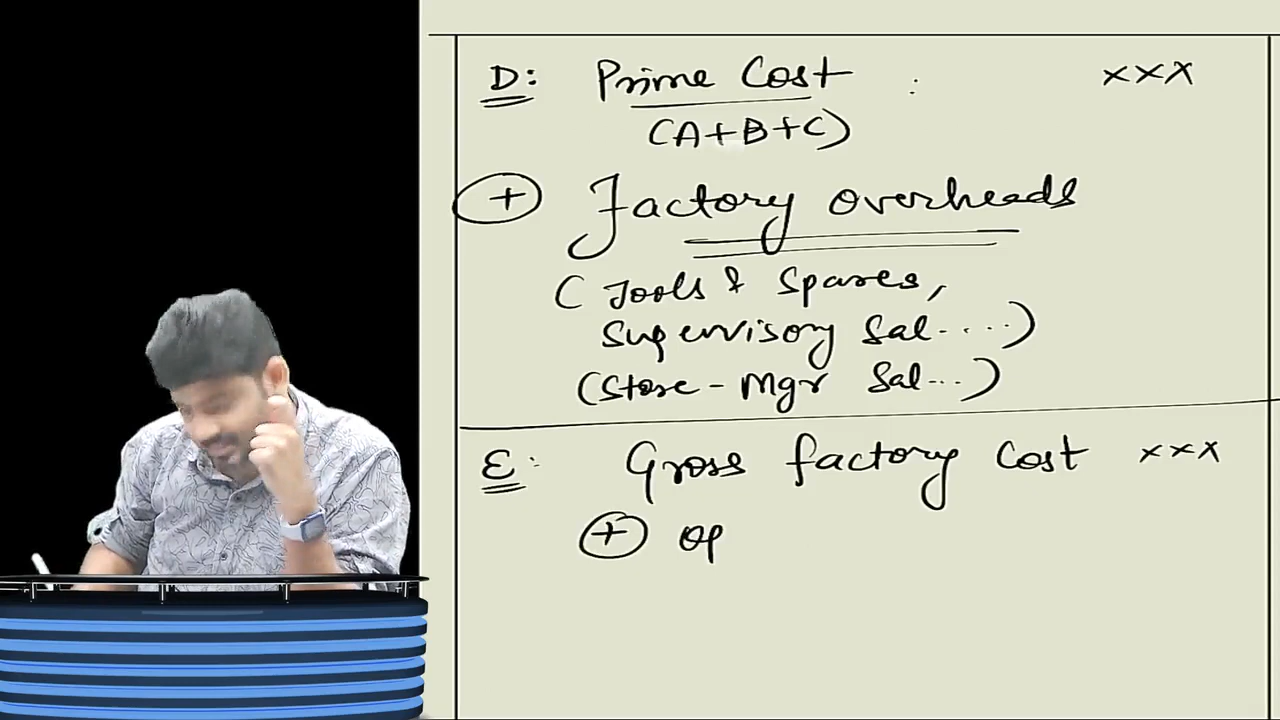 D: Prime Cost : xxx
(A+B+C)
+ Factory overheads
( Tools & Spares,
Supervisory Sal. ....)
(Store - Mgr Sal...)
E: Gross factory Cost xxx
+ op